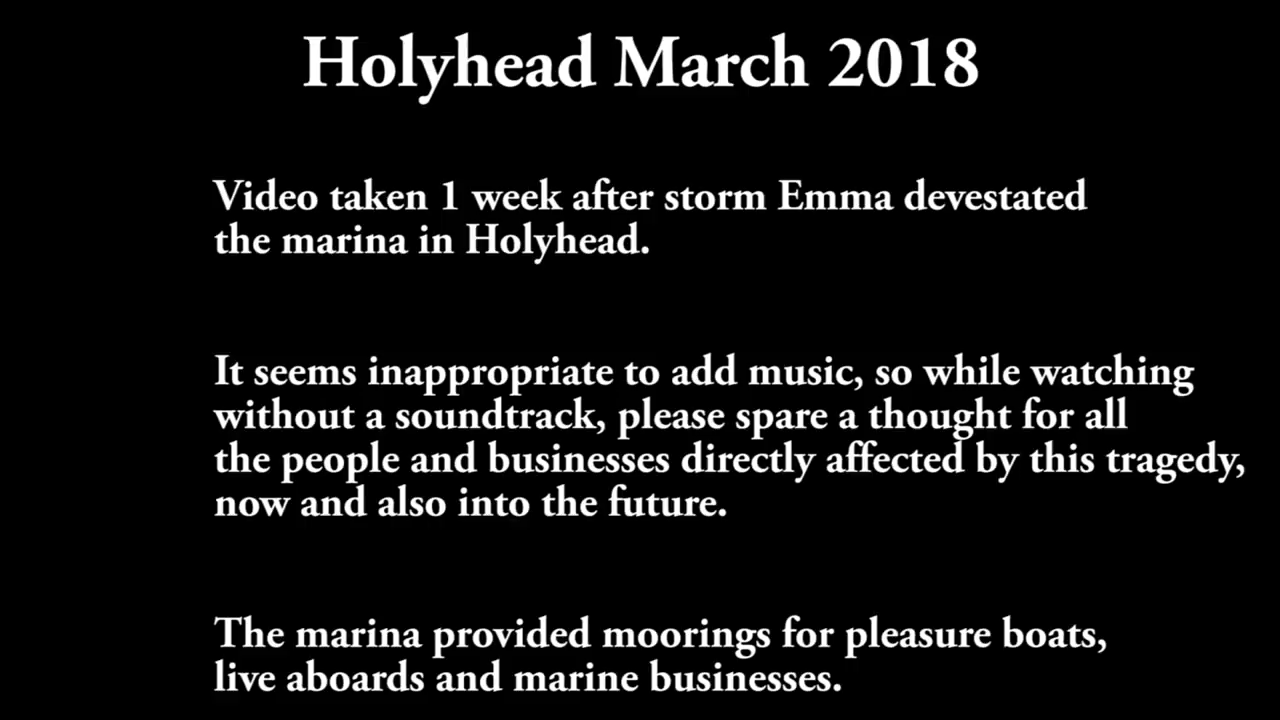 Holyhead March 2018
Video taken 1 week after storm Emma devestated
the marina in Holyhead.
It seems inappropriate to add music, so while watching
without a soundtrack, please spare a thought for all
the people and businesses directly affected by this tragedy,
now and also into the future.
The marina provided moorings for pleasure boats,
live aboards and marine businesses.